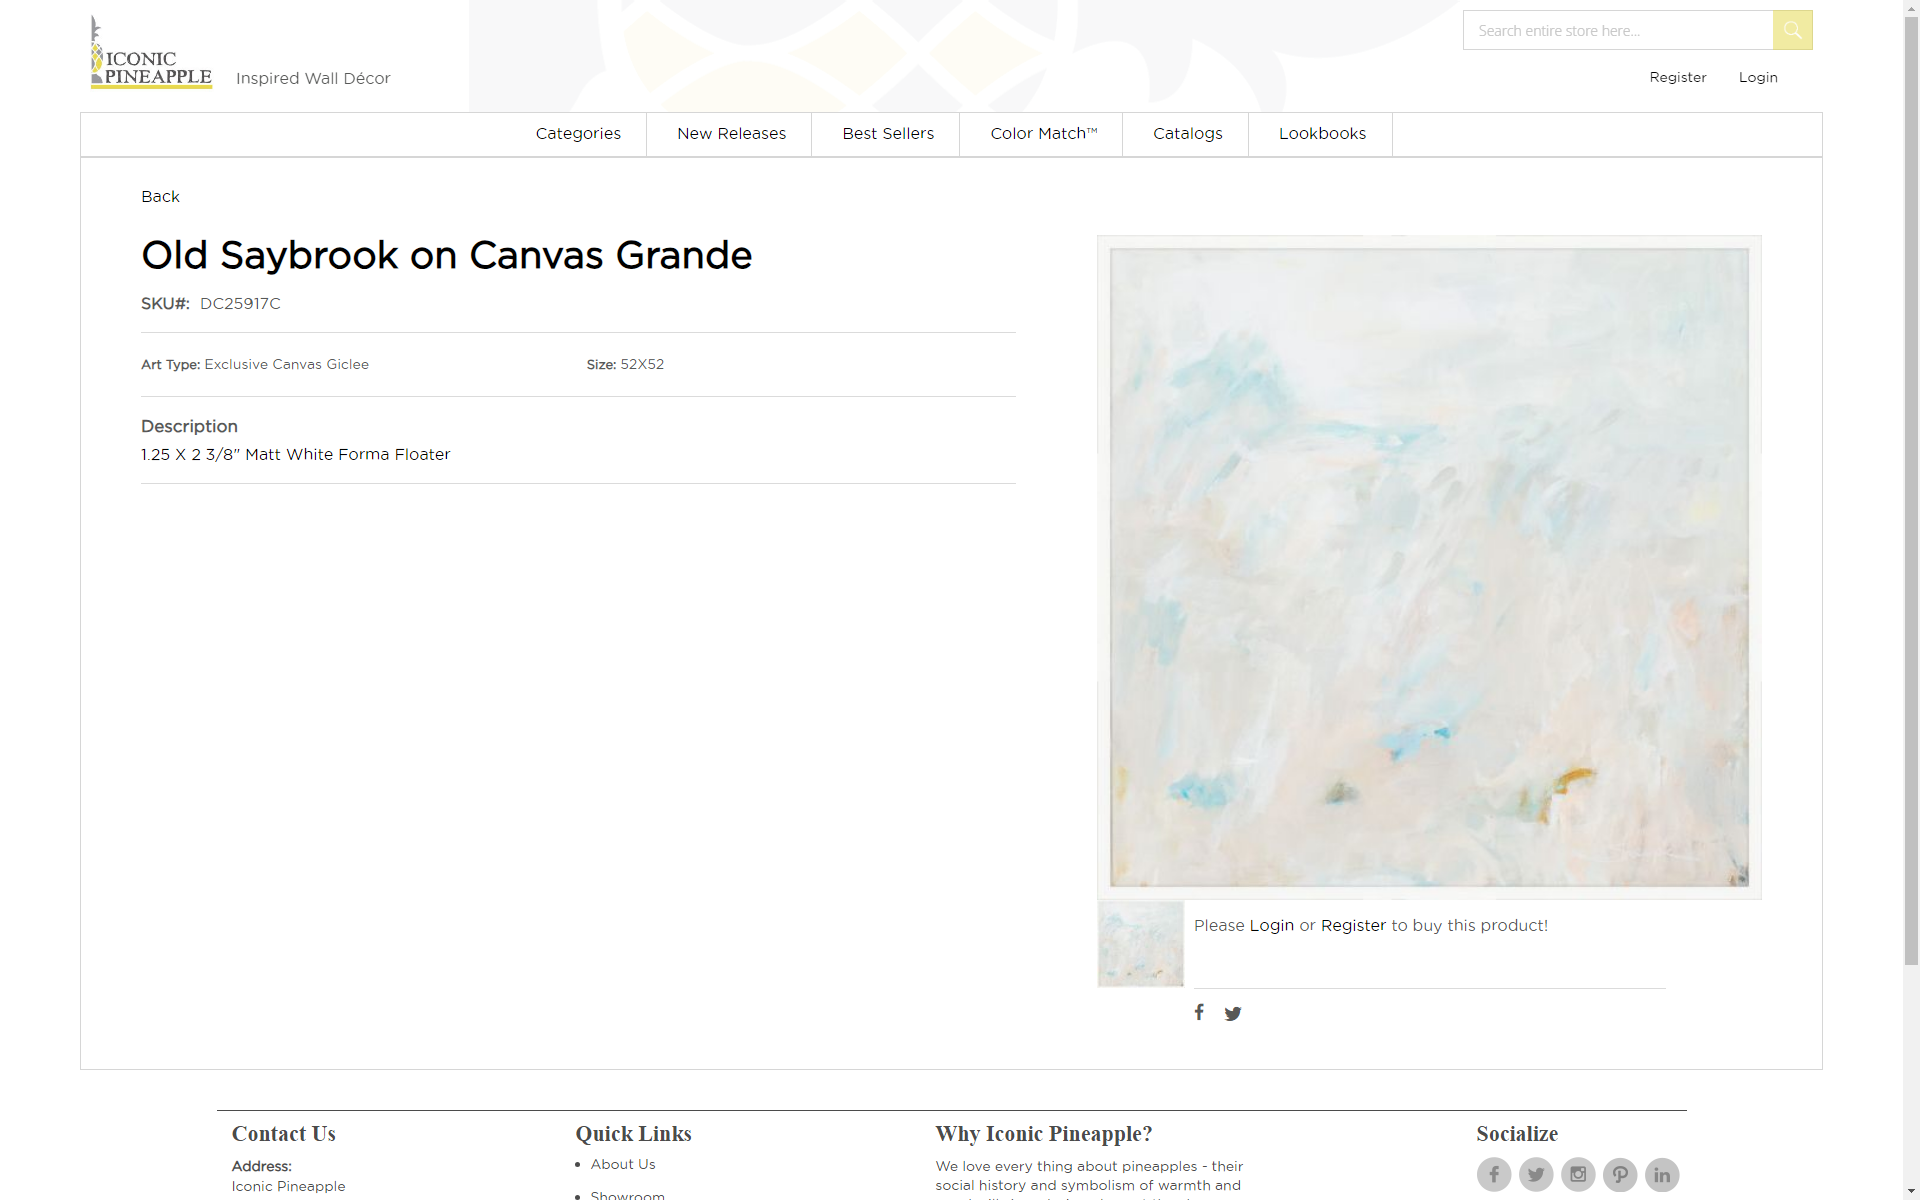 ICONIC
PINEAPPLE
Inspired Wall Décor
Search entire store here...
Register
Login
Categories
New Releases
Best Sellers
Color Match™
Catalogs
Lookbooks
Back
Old Saybrook on Canvas Grande
SKU#: DC25917C
Art Type: Exclusive Canvas Giclee
Size: 52X52
Description
1.25 X 2 3/8" Matt White Forma Floater
Please Login or Register to buy this product!
Contact Us
Address:
Iconic Pineapple
Quick Links
About Us
Showroom
Why Iconic Pineapple?
We love every thing about pineapples - their
social history and symbolism of warmth and
Socialize